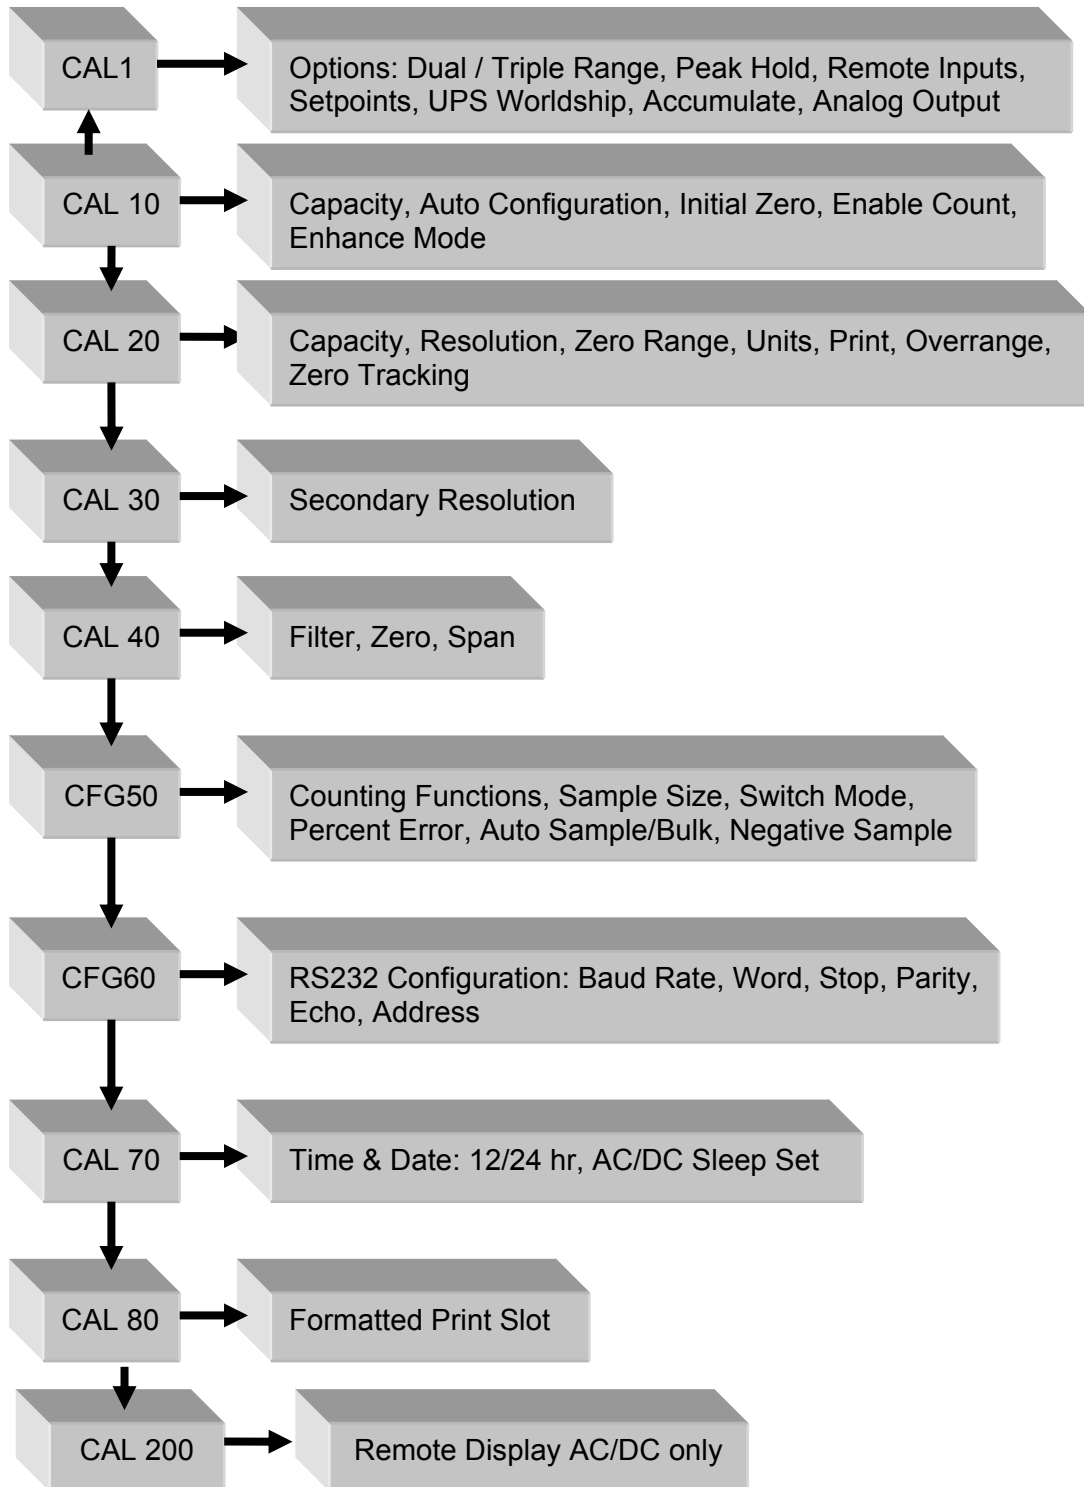 CAL1
Options: Dual / Triple Range, Peak Hold, Remote Inputs,
Setpoints, UPS Worldship, Accumulate, Analog Output
CAL 10
Capacity, Auto Configuration, Initial Zero, Enable Count,
Enhance Mode
CAL 20
Capacity, Resolution, Zero Range, Units, Print, Overrange,
Zero Tracking
CAL 30
Secondary Resolution
CAL 40
Filter, Zero, Span
CFG50
Counting Functions, Sample Size, Switch Mode,
Percent Error, Auto Sample/Bulk, Negative Sample
CFG60
RS232 Configuration: Baud Rate, Word, Stop, Parity,
Echo, Address
CAL 70
Time & Date: 12/24 hr, AC/DC Sleep Set
CAL 80
Formatted Print Slot
CAL 200
Remote Display AC/DC only